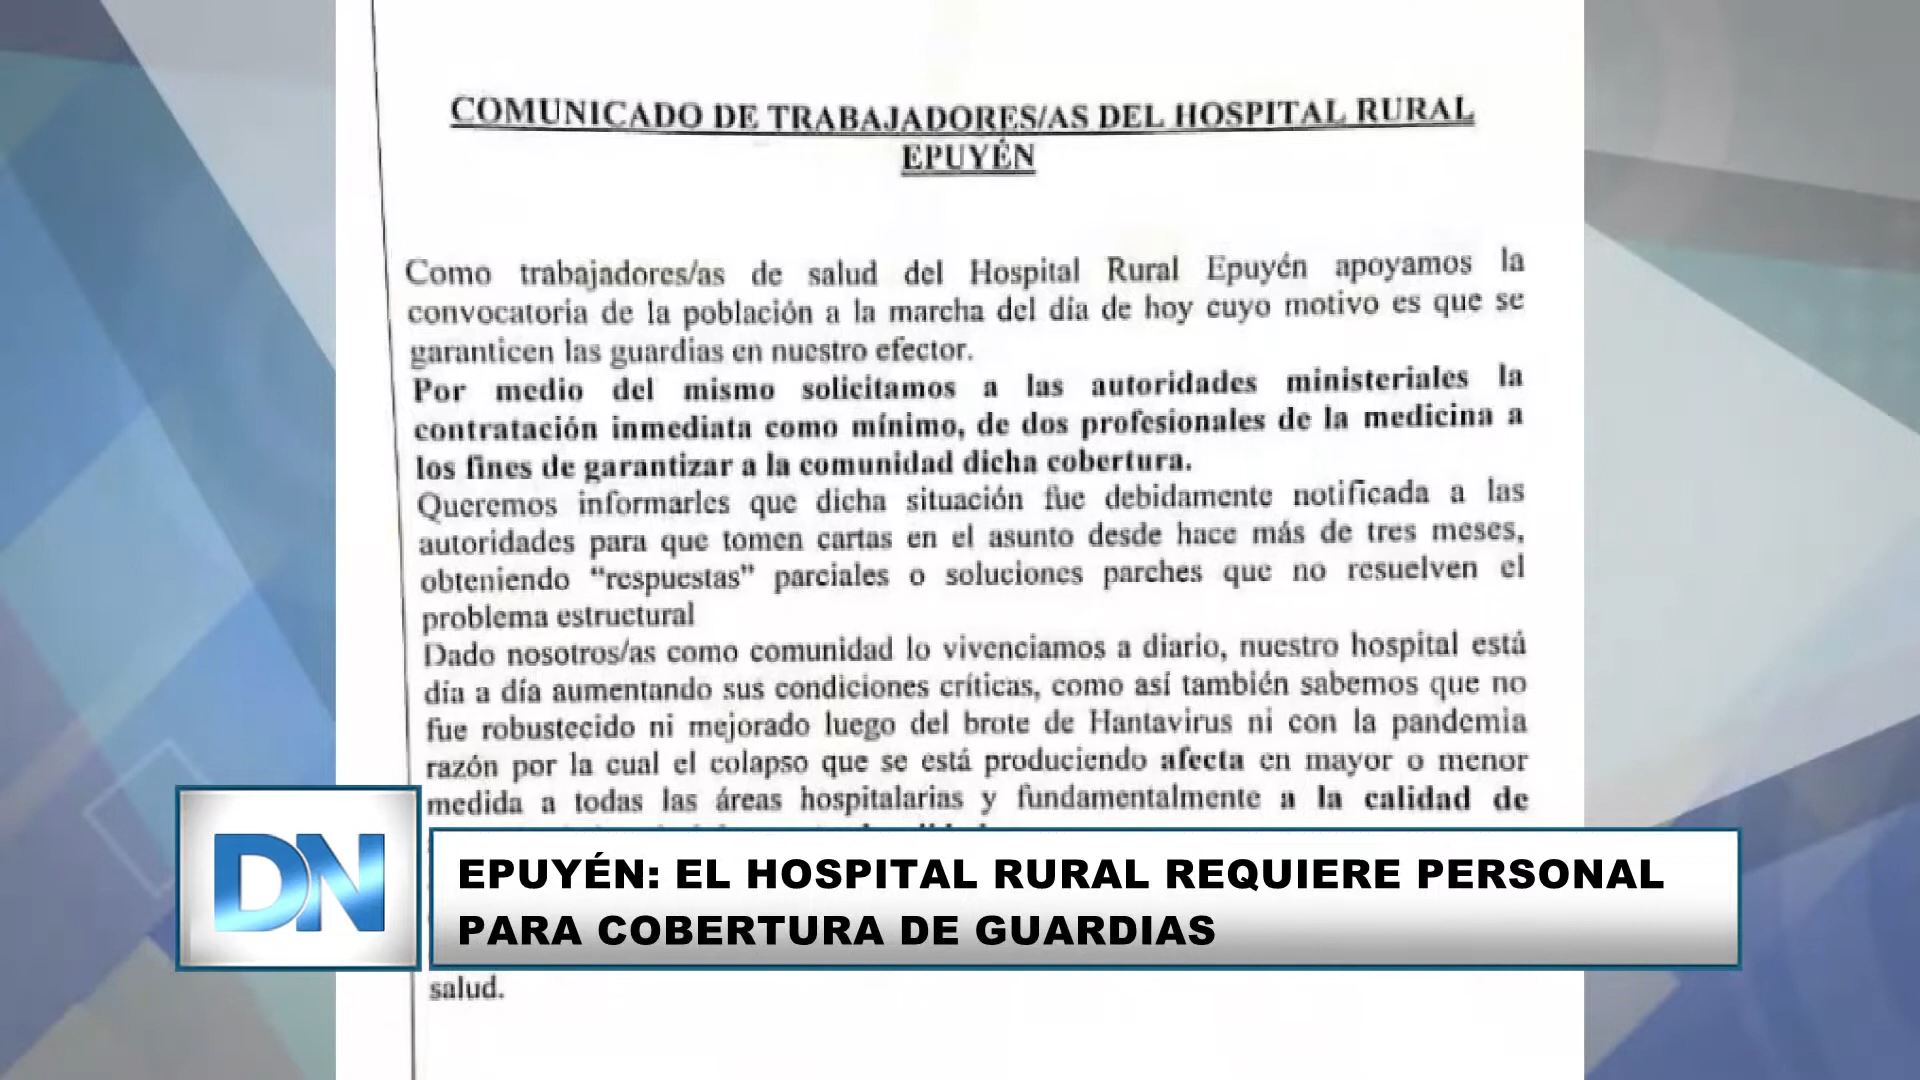 COMUNICADO DE TRABAJADORES/AS DEL HOSPITAL RURAL
EPUYÉN
Como trabajadores/as de salud del Hospital Rural Epuyén apoyamos la
convocatoria de la población a la marcha del día de hoy cuyo motivo es que se
garanticen las guardias en nuestro efector.
Por medio del mismo solicitamos a las autoridades ministeriales la
contratación inmediata como mínimo, de dos profesionales de la medicina a
los fines de garantizar a la comunidad dicha cobertura.
Queremos informarles que dicha situación fue debidamente notificada a las
autoridades para que tomen cartas en el asunto desde hace más de tres meses,
obteniendo “respuestas” parciales o soluciones parches que no resuelven el
problema estructural
Dado nosotros/as como comunidad lo vivenciamos a diario, nuestro hospital está
día a día aumentando sus condiciones críticas, como así también sabemos que no
fue robustecido ni mejorado luego del brote de Hantavirus ni con la pandemia
razón por la cual el colapso que se está produciendo afecta en mayor o menor
medida a todas las áreas hospitalarias y fundamentalmente a la calidad de
DN
EPUYÉN: EL HOSPITAL RURAL REQUIERE PERSONAL
PARA COBERTURA DE GUARDIAS
salud.